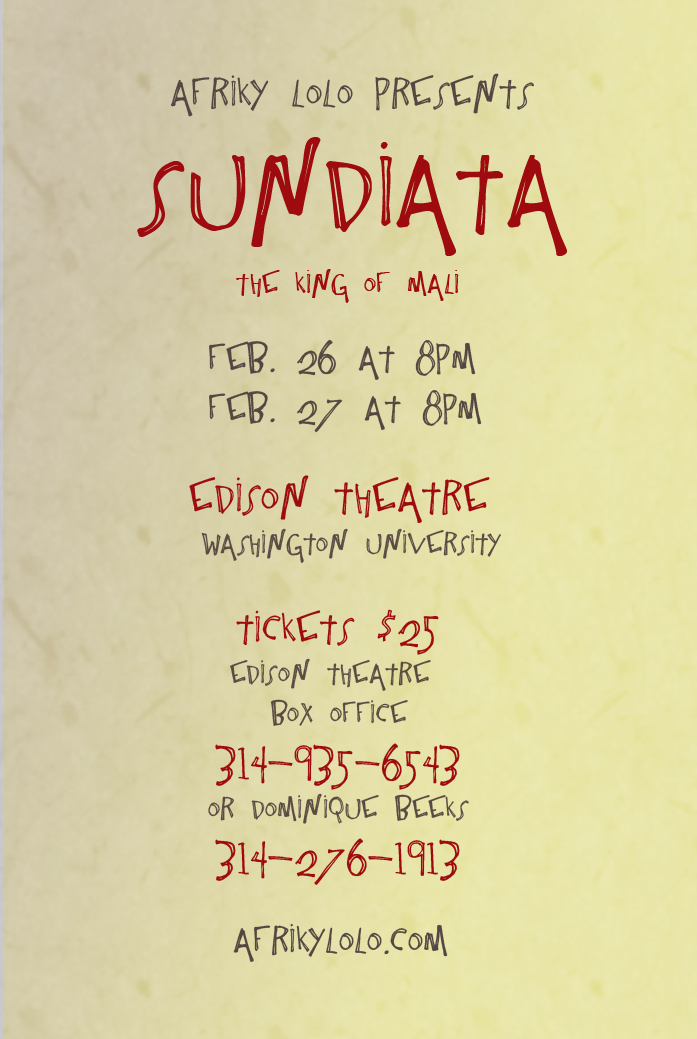 AFRiKY LOLO PRESENTS
SUNDiATA
THE KiNG OF MALi
FEB. 26 AT 8PM
FEB. 27 AT 8PM
EDiSON THEATRE
WASHiNGTON UNiVERSiTY
TiCKETS $25
EDiSON THEATRE
BOX OFFiCE
314-935-6543
OR DOMiNiQUE BEEKS
314-276-1913
AFRiKYLOLO.COM